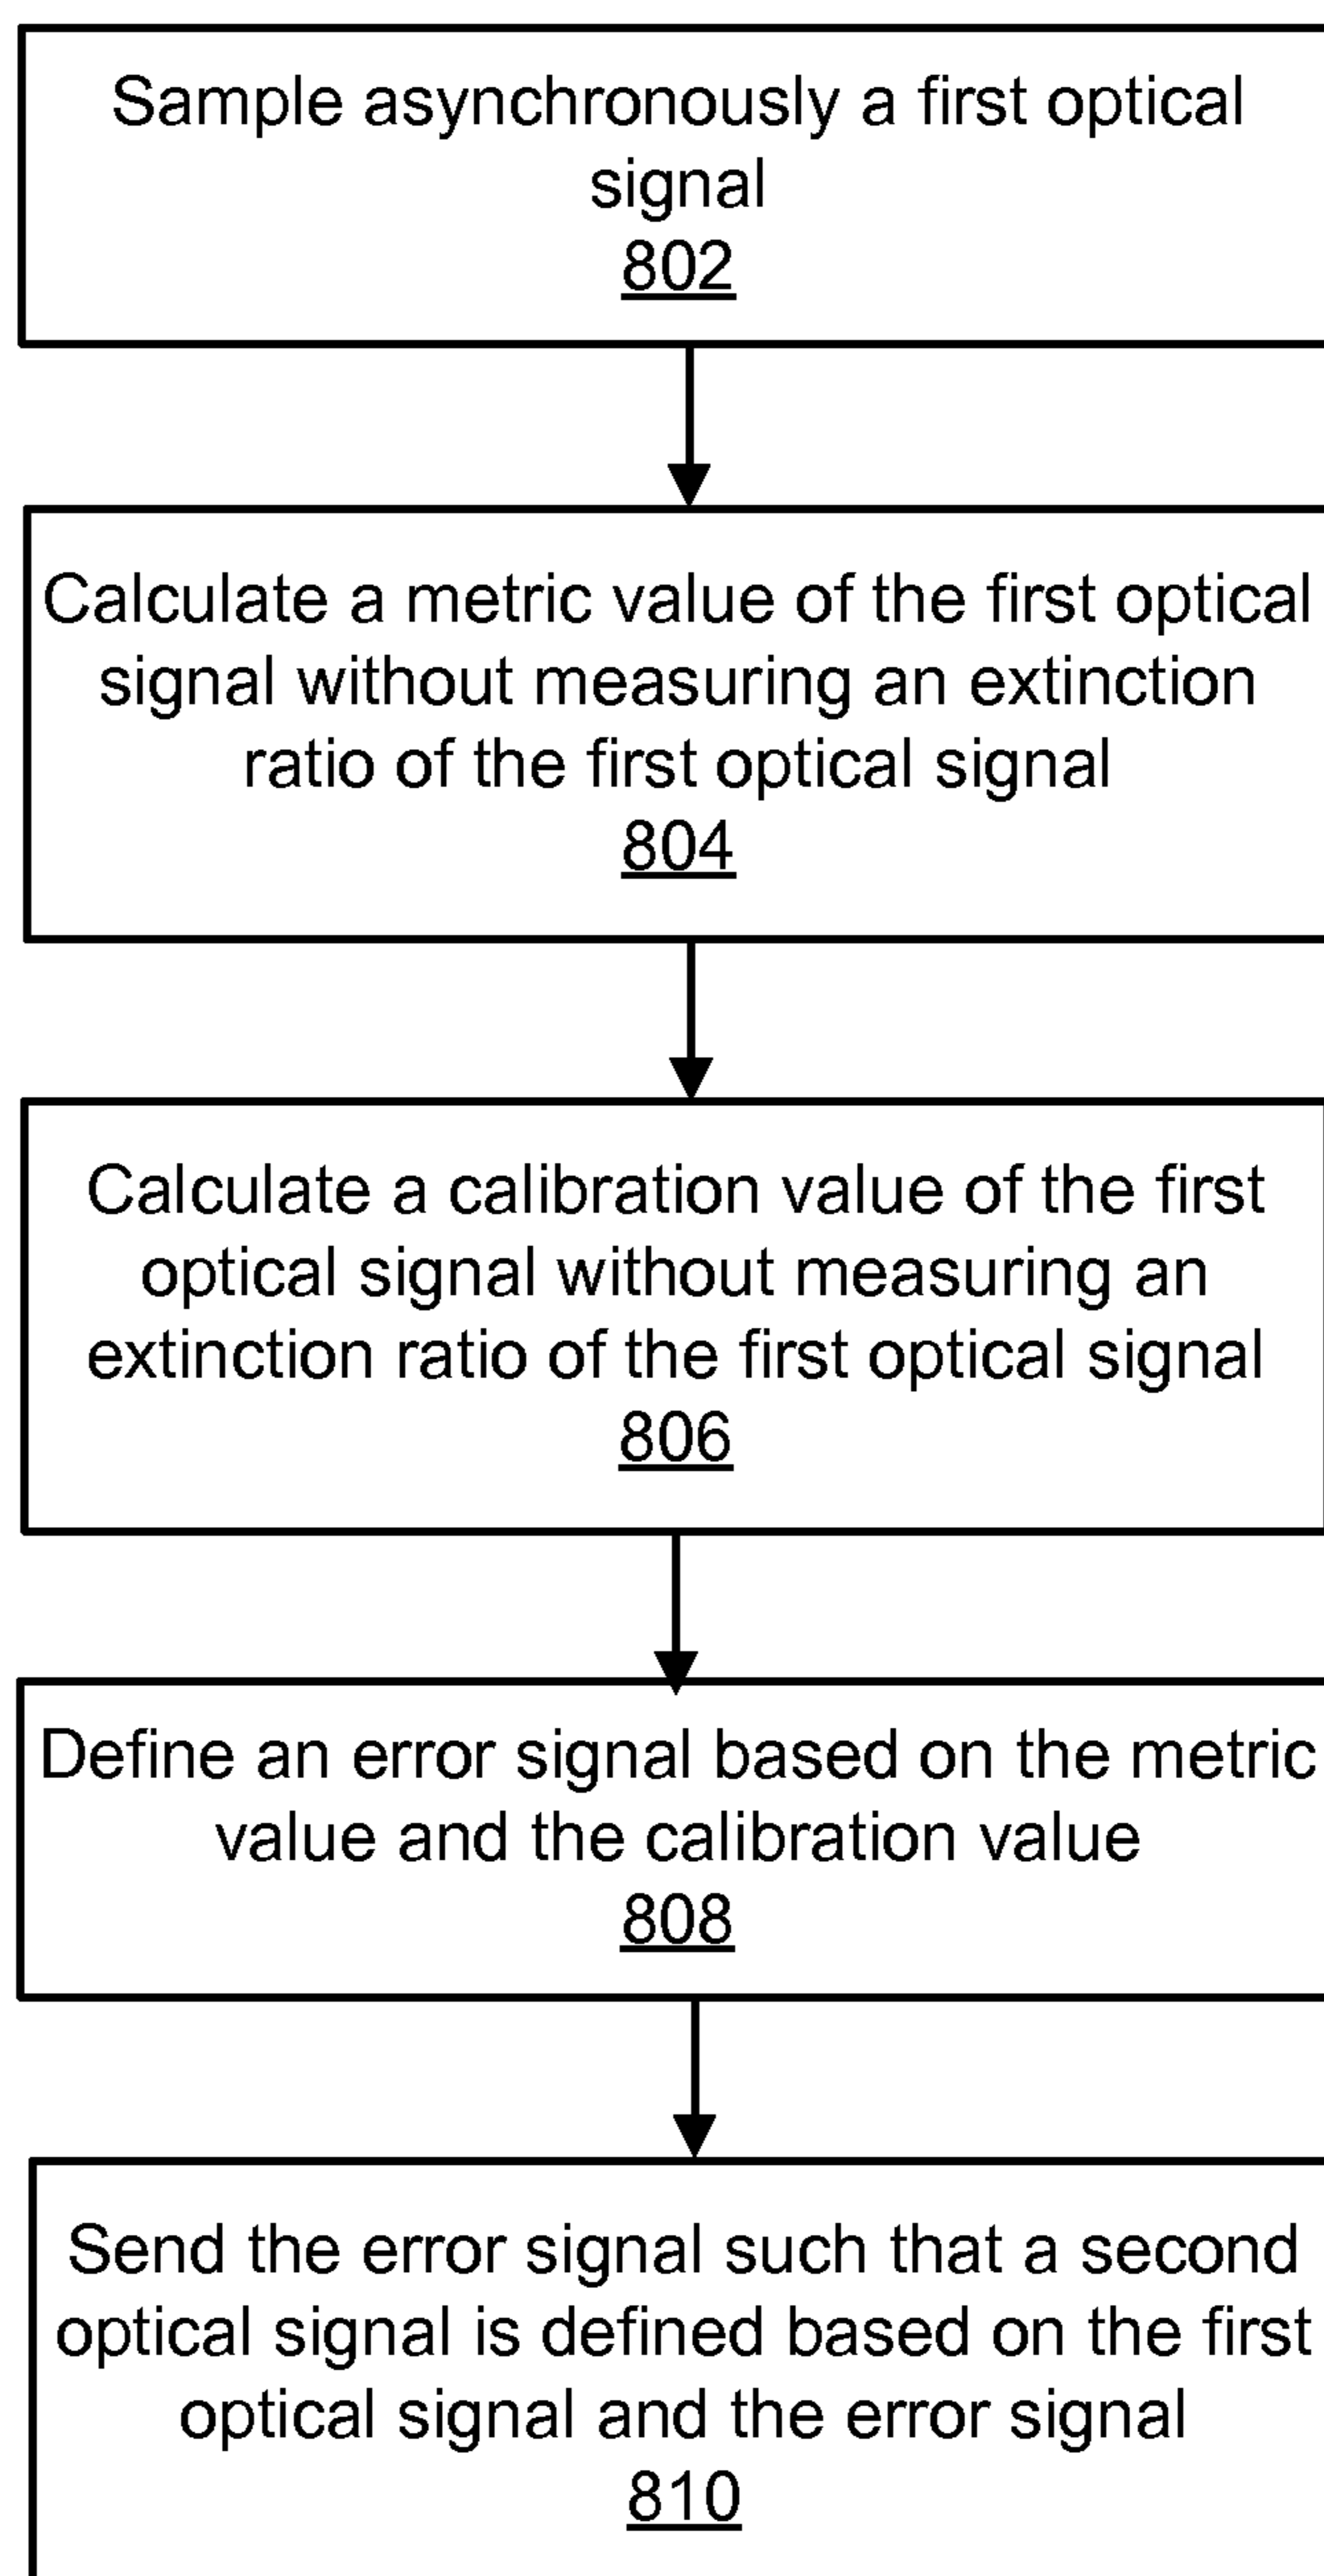 Sample asynchronously a first optical
signal
802
Calculate a metric value of the first optical
signal without measuring an extinction
ratio of the first optical signal
804
Calculate a calibration value of the first
optical signal without measuring an
extinction ratio of the first optical signal
806
Define an error signal based on the metric
value and the calibration value
808
Send the error signal such that a second
optical signal is defined based on the first
optical signal and the error signal
810